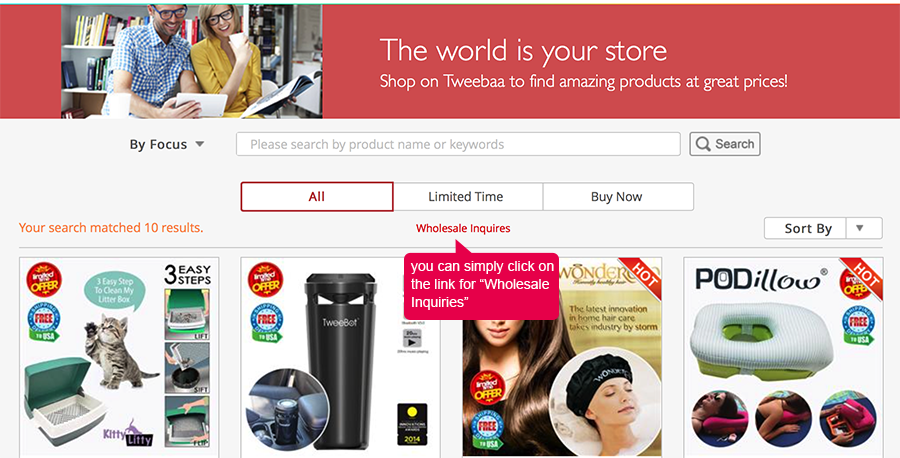 The world is your store
Shop on Tweebaa to find amazing products at great prices!
By Focus
Please search by product name or keywords
Search
All
Limited Time
Buy Now
Your search matched 10 results.
Wholesale Inquires
Sort By
you can simply click on
the link for “Wholesale
Inquiries”
limited
OFFER
FREE
TO USA
3 Easy Step
To Clean My
Litter Box
3 EASY
STEPS
LIFT
SIFT
FLIP
Kitty
Litty
limited
OFFER
FREE
TO USA
TweeBot
2014
WONDER
HOT
Honestly healthy hair
The latest innovation
in home hair care
takes industry by storm
limited
OFFER
SHIPPING
FREE
TO USA
WONDER
PODillow®
HOT
limited
OFFER
FREE
TO USA